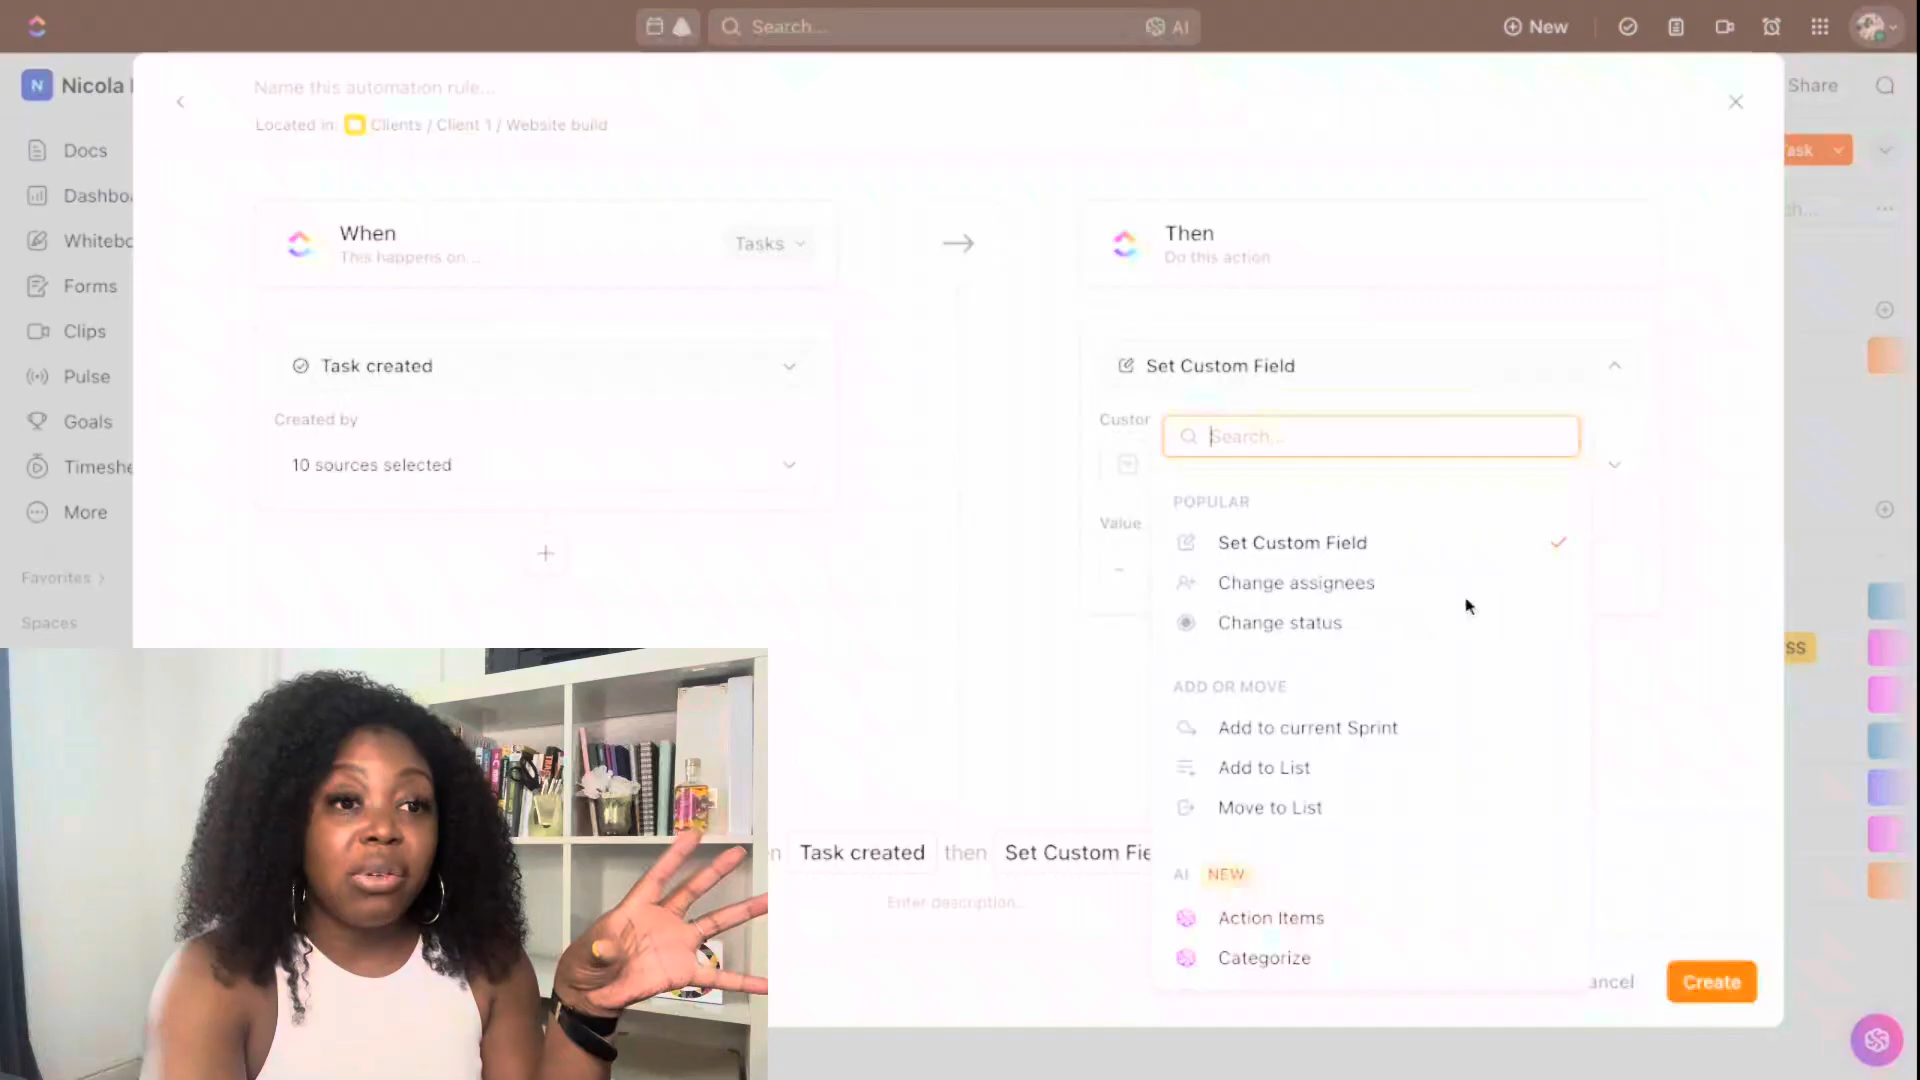 Search...
AI
New
N
Nicola
Share
Docs
Dashbo
Whitebo
Forms
Clips
Pulse
Goals
Timeshe
More
Favorites
Spaces
Name this automation rule...
Located in: Clients / Client 1 / Website build
ask
When
This happens on...
Tasks
Task created
Created by
10 sources selected
Then
Do this action
Set Custom Field
Custor
Value
Search...
POPULAR
Set Custom Field
Change assignees
Change status
ADD OR MOVE
Add to current Sprint
Add to List
Move to List
AI NEW
Action Items
Categorize
n Task created then Set Custom Fie
Enter description...
ancel
Create
SS